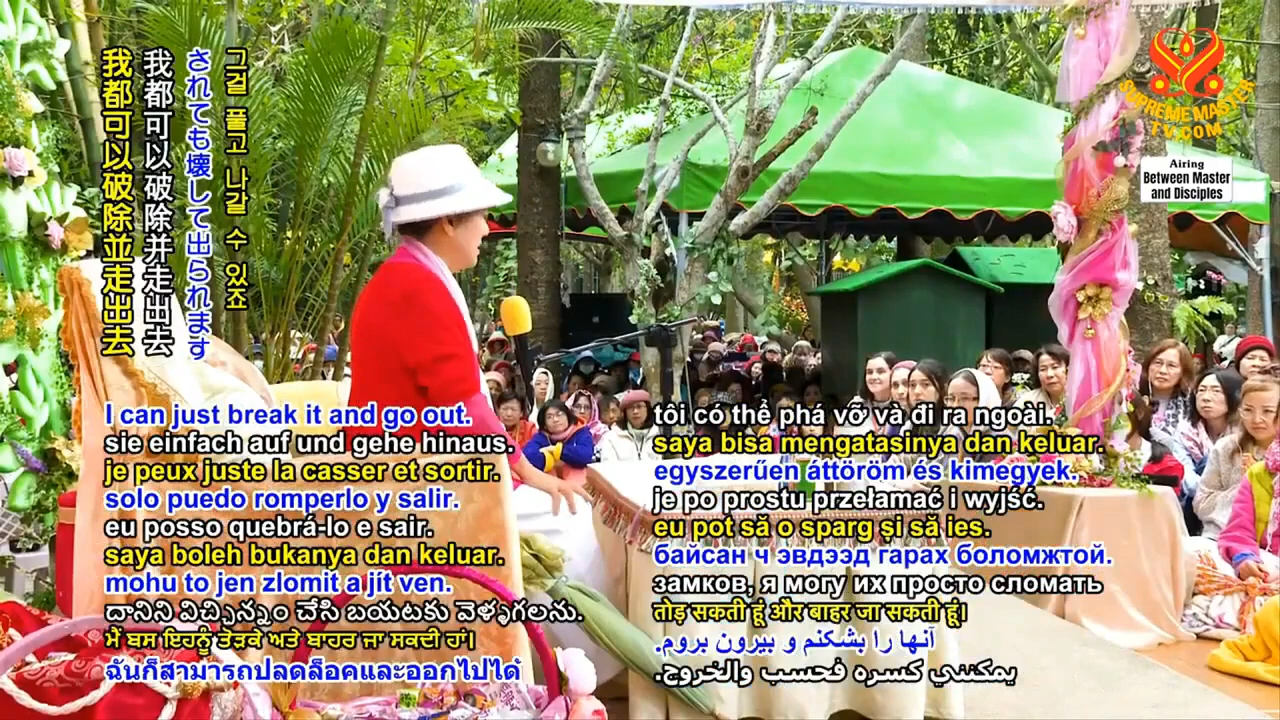 그걸 풀고 나갈 수 있죠
されても壊して出られます
我都可以破除并走出去
我都可以破除並走出去
SUPREME MASTER
TV.COM
Airing
Between Master
and Disciples
I can just break it and go out.
sie einfach auf und gehe hinaus.
je peux juste la casser et sortir.
solo puedo romperlo y salir.
eu posso quebrá-lo e sair.
saya boleh bukanya dan keluar.
mohu to jen zlomit a jít ven.
దానిని విచ్ఛిన్నం చేసి బయటకు వెళ్ళగలను.
ਮੈਂ ਬਸ ਇਹਨੂੰ ਤੋੜਕੇ ਅਤੇ ਬਾਹਰ ਜਾ ਸਕਦੀ ਹਾਂ।
ฉันก็สามารถปลดล็อคและออกไปได้
tôi có thể phá vỡ và đi ra ngoài.
saya bisa mengatasinya dan keluar.
egyszerűen áttöröm és kimegyek.
je po prostu przełamać i wyjść.
eu pot să o sparg și să ies.
байсан ч эвдээд гарах боломжтой.
замков, я могу их просто сломать
तोड़ सकती हूं और बाहर जा सकती हूं।
آنها را بشکنم و بیرون بروم.
يمكنني كسره فحسب والخروج.